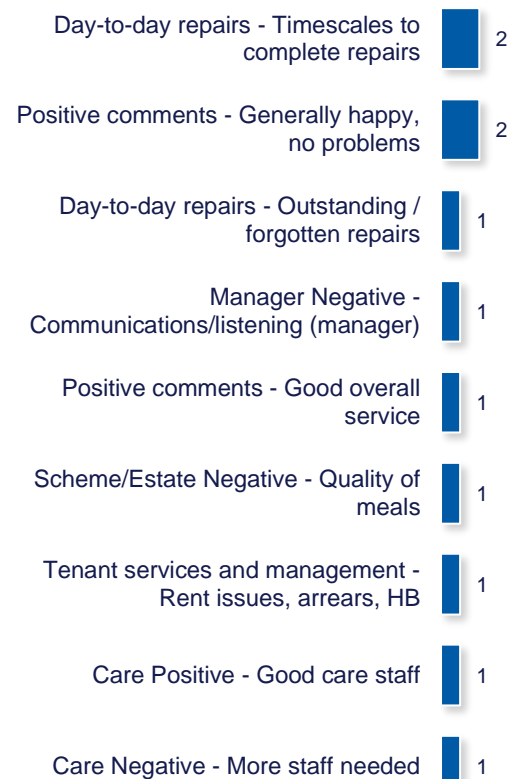 Day-to-day repairs - Timescales to
complete repairs
2
Positive comments - Generally happy,
no problems
2
Day-to-day repairs - Outstanding /
forgotten repairs
1
Manager Negative -
Communications/listening (manager)
1
Positive comments - Good overall
service
1
Scheme/Estate Negative - Quality of
meals
1
Tenant services and management -
Rent issues, arrears, HB
1
Care Positive - Good care staff
1
Care Negative - More staff needed
1